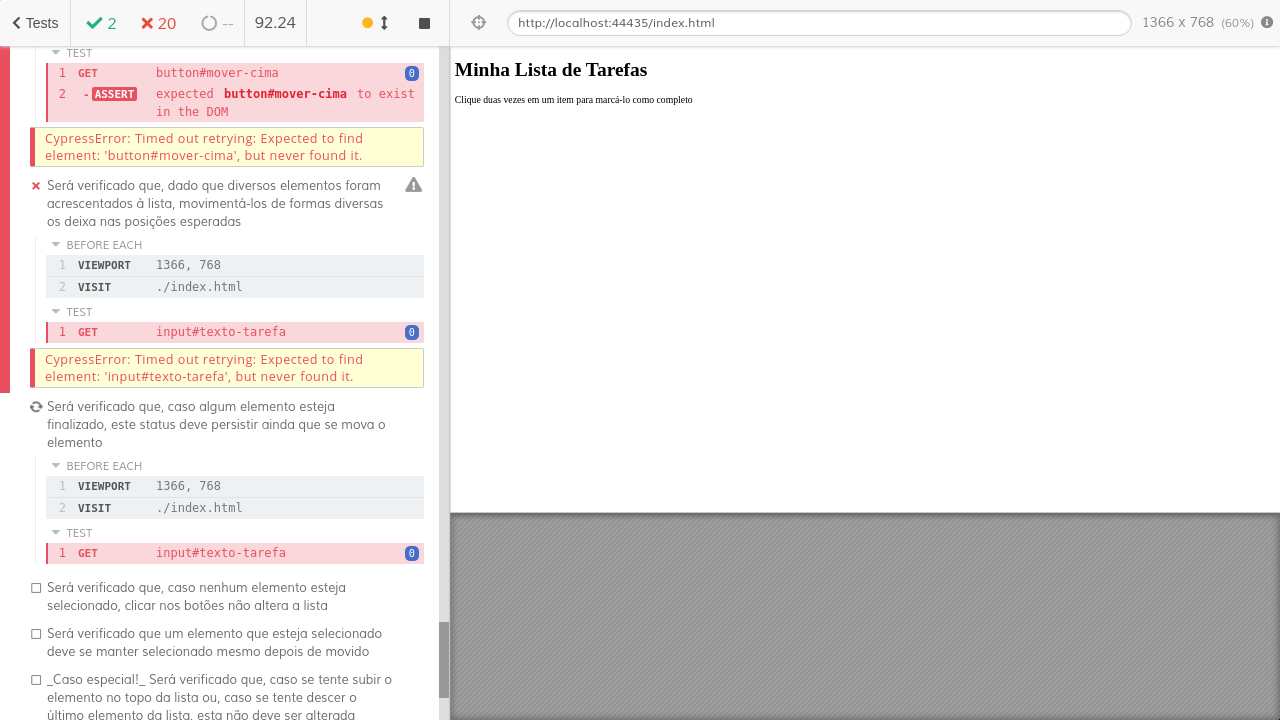 Tests 2 20 -- 92.24 http://localhost:44435/index.html 1366 x 768 (60%)
TEST
1 GET button#mover-cima 0
2 -ASSERT expected button#mover-cima to exist
in the DOM
CypressError: Timed out retrying: Expected to find
element: 'button#mover-cima', but never found it.
Será verificado que, dado que diversos elementos foram
acrescentados à lista, movimentá-los de formas diversas
os deixa nas posições esperadas
BEFORE EACH
1 VIEWPORT 1366, 768
2 VISIT ./index.html
TEST
1 GET input#texto-tarefa 0
CypressError: Timed out retrying: Expected to find
element: 'input#texto-tarefa', but never found it.
Será verificado que, caso algum elemento esteja
finalizado, este status deve persistir ainda que se mova o
elemento
BEFORE EACH
1 VIEWPORT 1366, 768
2 VISIT ./index.html
TEST
1 GET input#texto-tarefa 0
Será verificado que, caso nenhum elemento esteja
selecionado, clicar nos botões não altera a lista
Será verificado que um elemento que esteja selecionado
deve se manter selecionado mesmo depois de movido
_Caso especial!_ Será verificado que, caso se tente subir o
elemento no topo da lista ou, caso se tente descer o
último elemento da lista, esta não deve ser alterada
Minha Lista de Tarefas
Clique duas vezes em um item para marcá-lo como completo